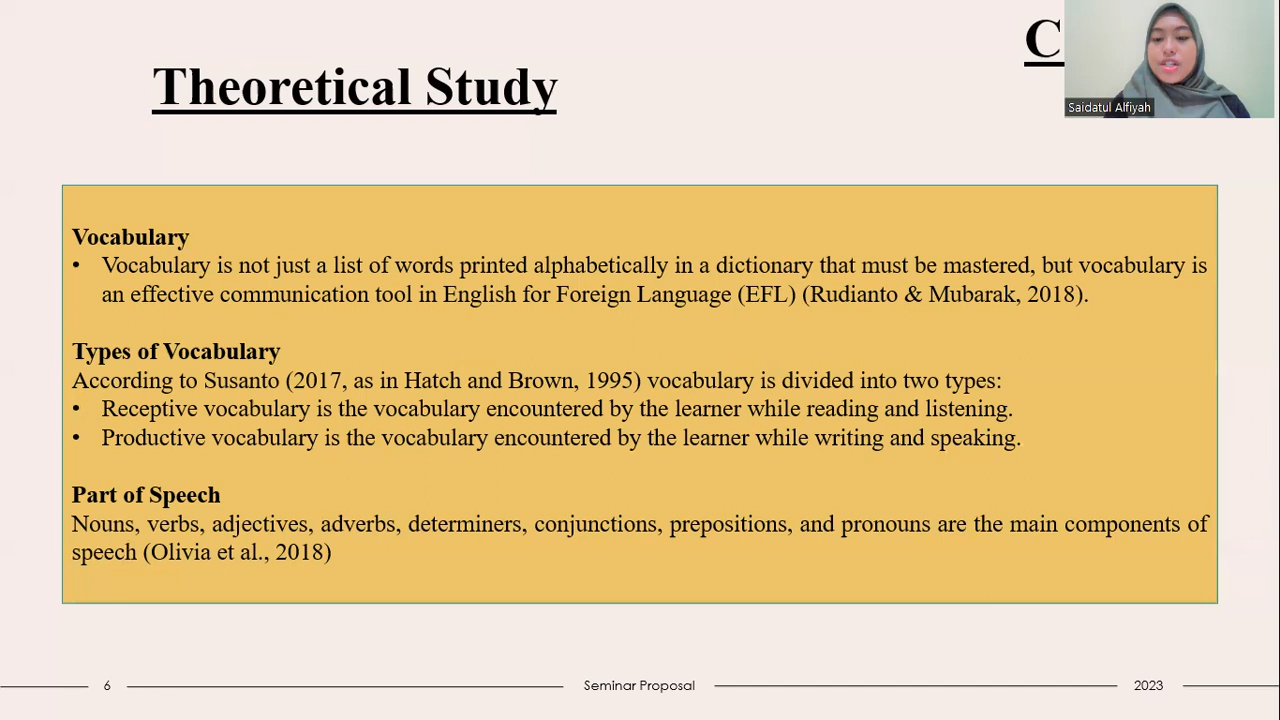 Theoretical Study
C
Saidatul Alfiyah
Vocabulary
• Vocabulary is not just a list of words printed alphabetically in a dictionary that must be mastered, but vocabulary is
an effective communication tool in English for Foreign Language (EFL) (Rudianto & Mubarak, 2018).
Types of Vocabulary
According to Susanto (2017, as in Hatch and Brown, 1995) vocabulary is divided into two types:
• Receptive vocabulary is the vocabulary encountered by the learner while reading and listening.
• Productive vocabulary is the vocabulary encountered by the learner while writing and speaking.
Part of Speech
Nouns, verbs, adjectives, adverbs, determiners, conjunctions, prepositions, and pronouns are the main components of
speech (Olivia et al., 2018)
6 Seminar Proposal 2023